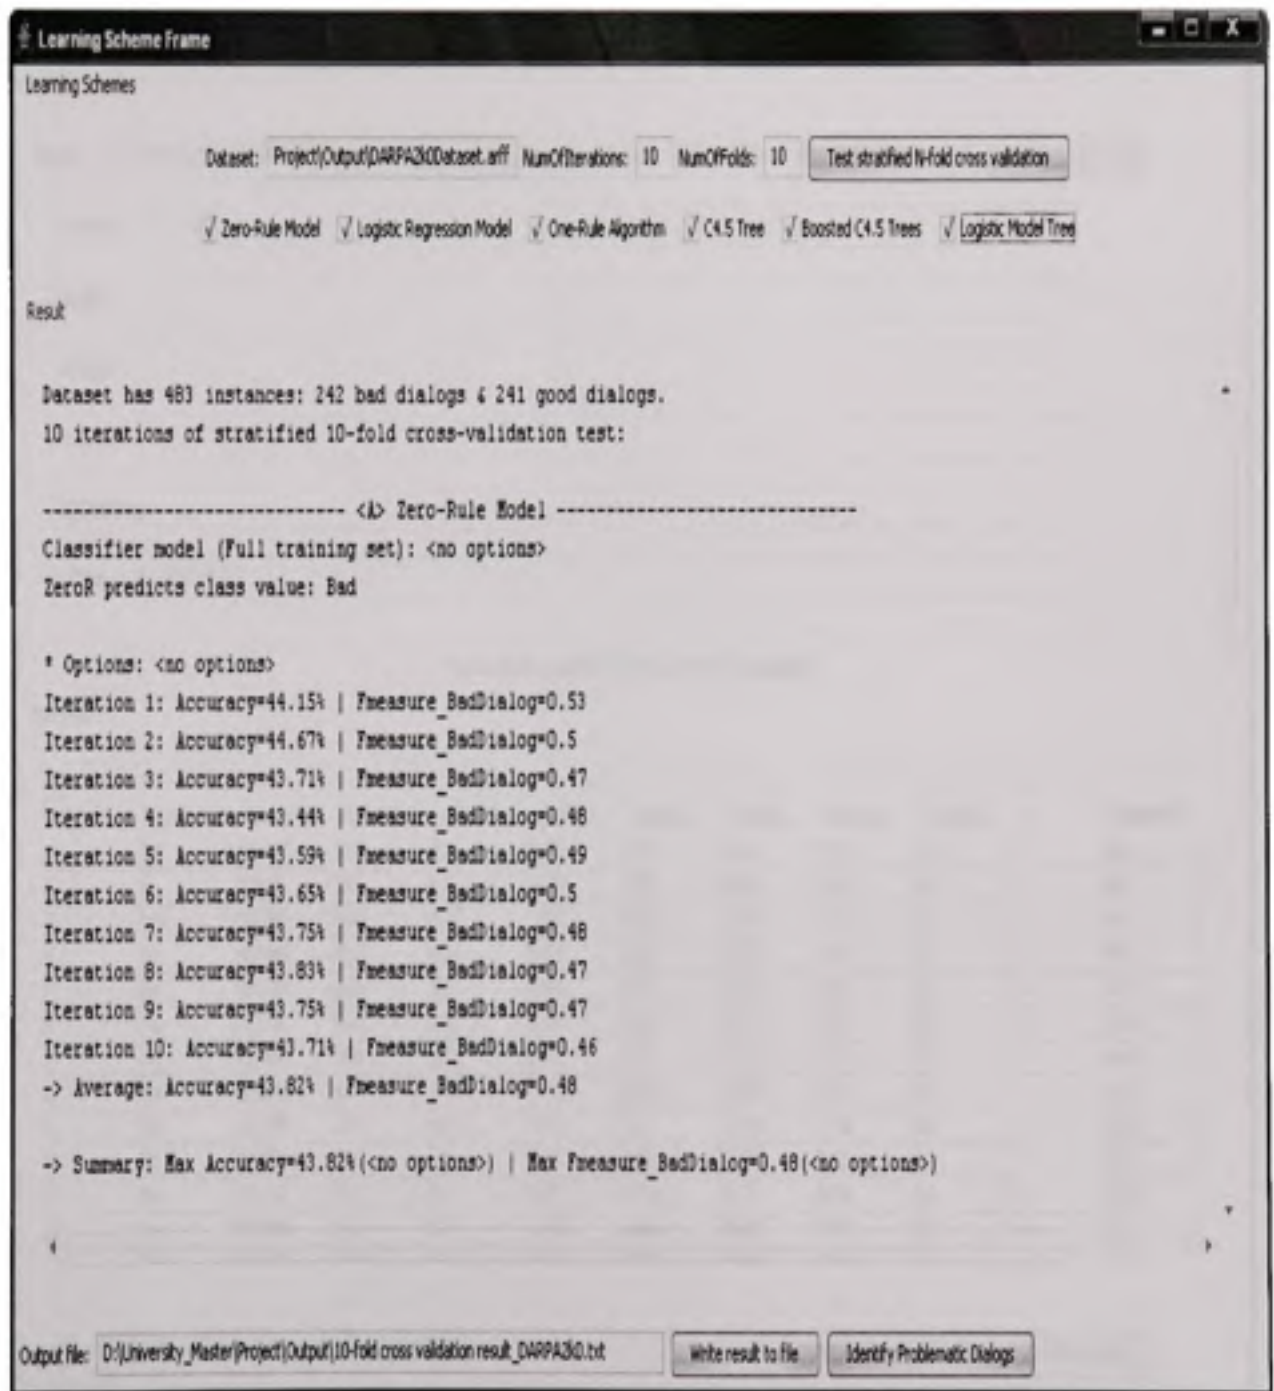 Learning Scheme Frame
Learning Schemes
Dataset: Project\Output\DARPA2k0Dataset.arff NumOfIterations: 10 NumOfFolds: 10 Test stratified N-fold cross validation
√ Zero-Rule Model √ Logistic Regression Model √ One-Rule Algorithm √ C4.5 Tree √ Boosted C4.5 Trees √ Logistic Model Tree
Result
Dataset has 483 instances: 242 bad dialogs & 241 good dialogs.
10 iterations of stratified 10-fold cross-validation test:
------------------------------ <A> Zero-Rule Model ------------------------------
Classifier model (Full training set): <no options>
ZeroR predicts class value: Bad
* Options: <no options>
Iteration 1: Accuracy=44.15% | Fmeasure_BadDialog=0.53
Iteration 2: Accuracy=44.67% | Fmeasure_BadDialog=0.5
Iteration 3: Accuracy=43.71% | Fmeasure_BadDialog=0.47
Iteration 4: Accuracy=43.44% | Fmeasure_BadDialog=0.48
Iteration 5: Accuracy=43.59% | Fmeasure_BadDialog=0.49
Iteration 6: Accuracy=43.65% | Fmeasure_BadDialog=0.5
Iteration 7: Accuracy=43.75% | Fmeasure_BadDialog=0.48
Iteration 8: Accuracy=43.83% | Fmeasure_BadDialog=0.47
Iteration 9: Accuracy=43.75% | Fmeasure_BadDialog=0.47
Iteration 10: Accuracy=43.71% | Fmeasure_BadDialog=0.46
-> Average: Accuracy=43.82% | Fmeasure_BadDialog=0.48
-> Summary: Max Accuracy=43.82%(<no options>) | Max Fmeasure_BadDialog=0.48(<no options>)
Output file: D:\University_Master\Project\Output\10-fold cross validation result_DARPA2k0.txt Write result to file Identify Problematic Dialogs